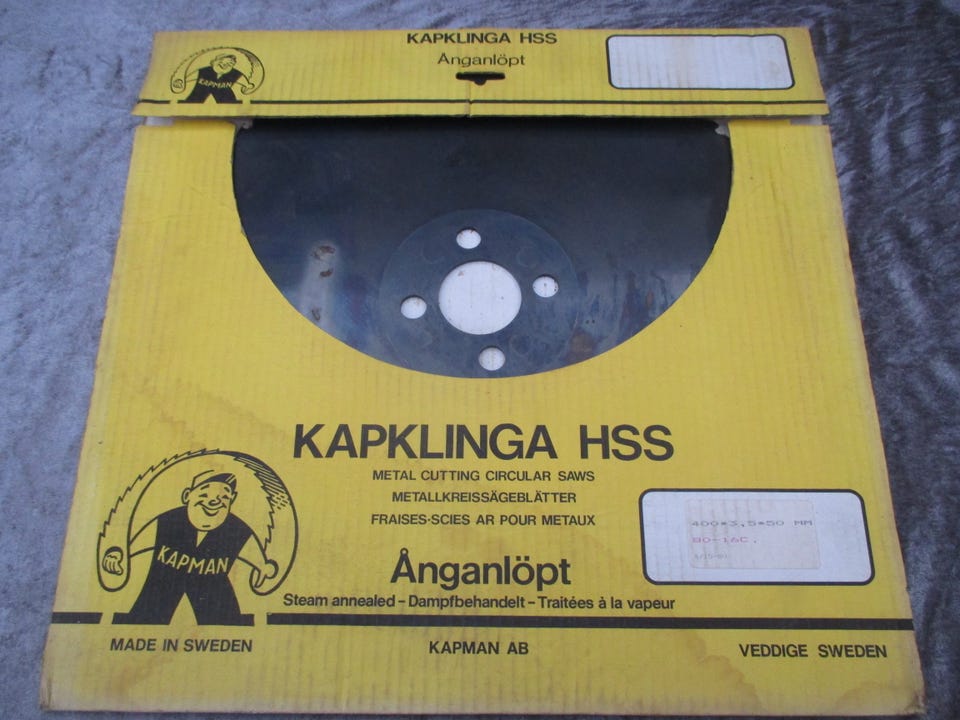 KAPKLINGA HSS
Ånganlöpt
KAPMAN
KAPKLINGA HSS
METAL CUTTING CIRCULAR SAWS
METALLKREISSÄGEBLÄTTER
FRAISES-SCIES AR POUR METAUX
400*3,5*50 MM
80-16C.
KAPMAN
Ånganlöpt
Steam annealed – Dampfbehandelt – Traitées à la vapeur
MADE IN SWEDEN
KAPMAN AB
VEDDIGE SWEDEN